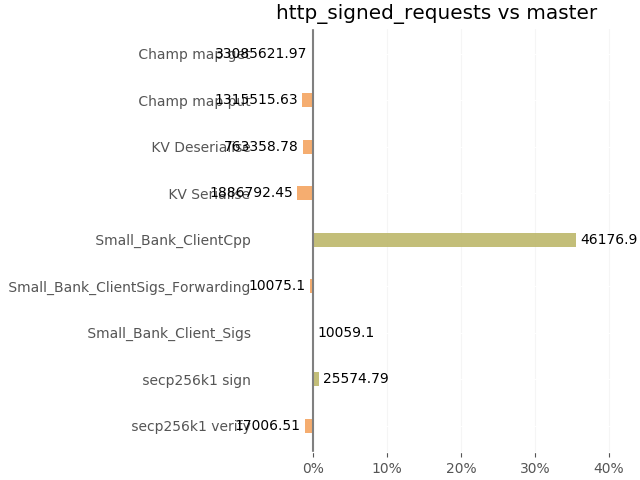 http_signed_requests vs master
Champ map get 33085621.97
Champ map put 1315515.63
KV Deserialise 763358.78
KV Serialise 1886792.45
Small_Bank_ClientCpp 46176.9
Small_Bank_ClientSigs_Forwarding 10075.1
Small_Bank_Client_Sigs 10059.1
secp256k1 sign 25574.79
secp256k1 verify 17006.51
0% 10% 20% 30% 40%